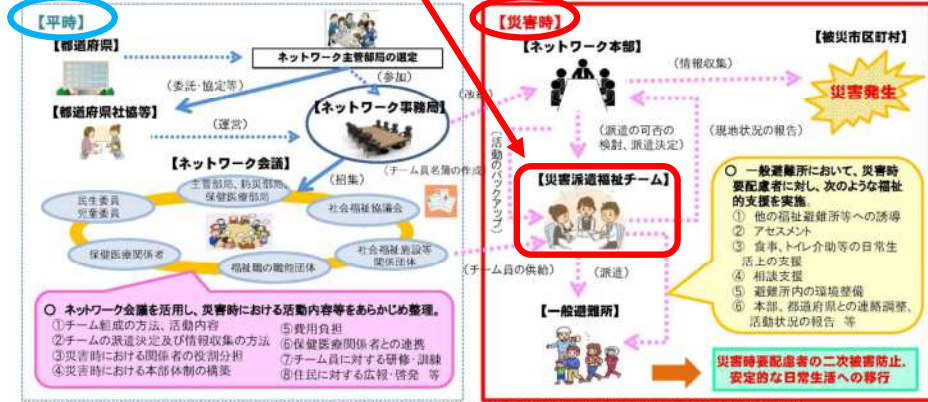 【平時】
【都道府県】
ネットワーク主管部局の選定
（委託・協定等）
（参加）
【都道府県社協等】
（運営）
【ネットワーク事務局】
（改組）
【ネットワーク会議】
（招集）
（チーム員名簿の作成）
主管部局、防災部局、
保健医療部局
民生委員
児童委員
社会福祉協議会
保健医療関係者
福祉職の職能団体
社会福祉施設等
関係団体
（チーム員の供給）
○ ネットワーク会議を活用し、災害時における活動内容等をあらかじめ整理。
①チーム組成の方法、活動内容
②チームの派遣決定及び情報収集の方法
③災害時における関係者の役割分担
④災害時における本部体制の構築
⑤費用負担
⑥保健医療関係者との連携
⑦チーム員に対する研修・訓練
⑧住民に対する広報・啓発 等
【災害時】
【ネットワーク本部】
【被災市区町村】
（情報収集）
災害発生
（派遣の可否の
検討、派遣決定）
（現地状況の報告）
（活動のバックアップ）
【災害派遣福祉チーム】
（派遣）
【一般避難所】
○ 一般避難所において、災害時
要配慮者に対し、次のような福祉
的支援を実施。
① 他の福祉避難所等への誘導
② アセスメント
③ 食事、トイレ介助等の日常生
活上の支援
④ 相談支援
⑤ 避難所内の環境整備
⑥ 本部、都道府県との連絡調整、
活動状況の報告 等
災害時要配慮者の二次被害防止、
安定的な日常生活への移行